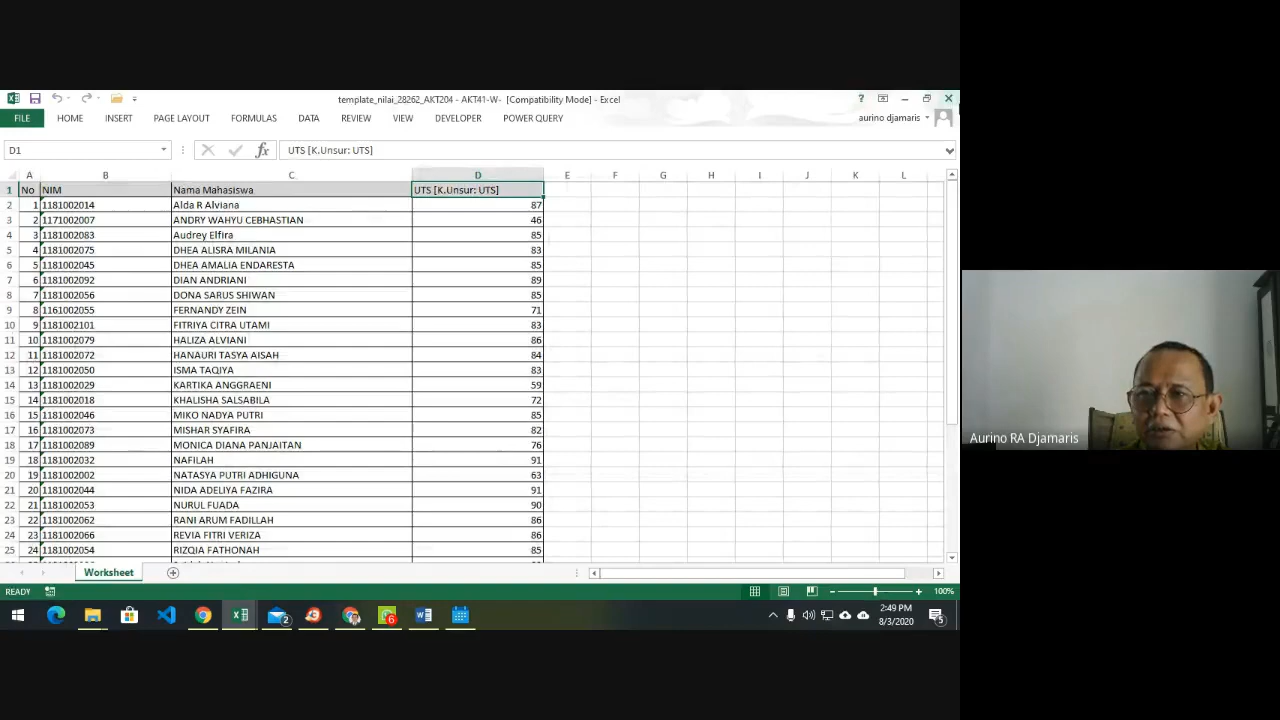 template_nilai_28262_AKT204 - AKT41-W- [Compatibility Mode] - Excel
FILE HOME INSERT PAGE LAYOUT FORMULAS DATA REVIEW VIEW DEVELOPER POWER QUERY aurino djamaris
D1 fx UTS [K.Unsur: UTS]
A B C D E F G H I J K L
1 No NIM Nama Mahasiswa UTS [K.Unsur: UTS]
2 1 1181002014 Alda R Alviana 87
3 2 1171002007 ANDRY WAHYU CEBHASTIAN 46
4 3 1181002083 Audrey Elfira 85
5 4 1181002075 DHEA ALISRA MILANIA 83
6 5 1181002045 DHEA AMALIA ENDARESTA 85
7 6 1181002092 DIAN ANDRIANI 89
8 7 1181002056 DONA SARUS SHIWAN 85
9 8 1161002055 FERNANDY ZEIN 71
10 9 1181002101 FITRIYA CITRA UTAMI 83
11 10 1181002079 HALIZA ALVIANI 86
12 11 1181002072 HANAURI TASYA AISAH 84
13 12 1181002050 ISMA TAQIYA 83
14 13 1181002029 KARTIKA ANGGRAENI 59
15 14 1181002018 KHALISHA SALSABILA 72
16 15 1181002046 MIKO NADYA PUTRI 85
17 16 1181002073 MISHAR SYAFIRA 82
18 17 1181002089 MONICA DIANA PANJAITAN 76
19 18 1181002032 NAFILAH 91
20 19 1181002002 NATASYA PUTRI ADHIGUNA 63
21 20 1181002044 NIDA ADELIYA FAZIRA 91
22 21 1181002053 NURUL FUADA 90
23 22 1181002062 RANI ARUM FADILLAH 86
24 23 1181002066 REVIA FITRI VERIZA 86
25 24 1181002054 RIZQIA FATHONAH 85
Worksheet
READY 100%
2:49 PM
8/3/2020
2 6 5
Aurino RA Djamaris